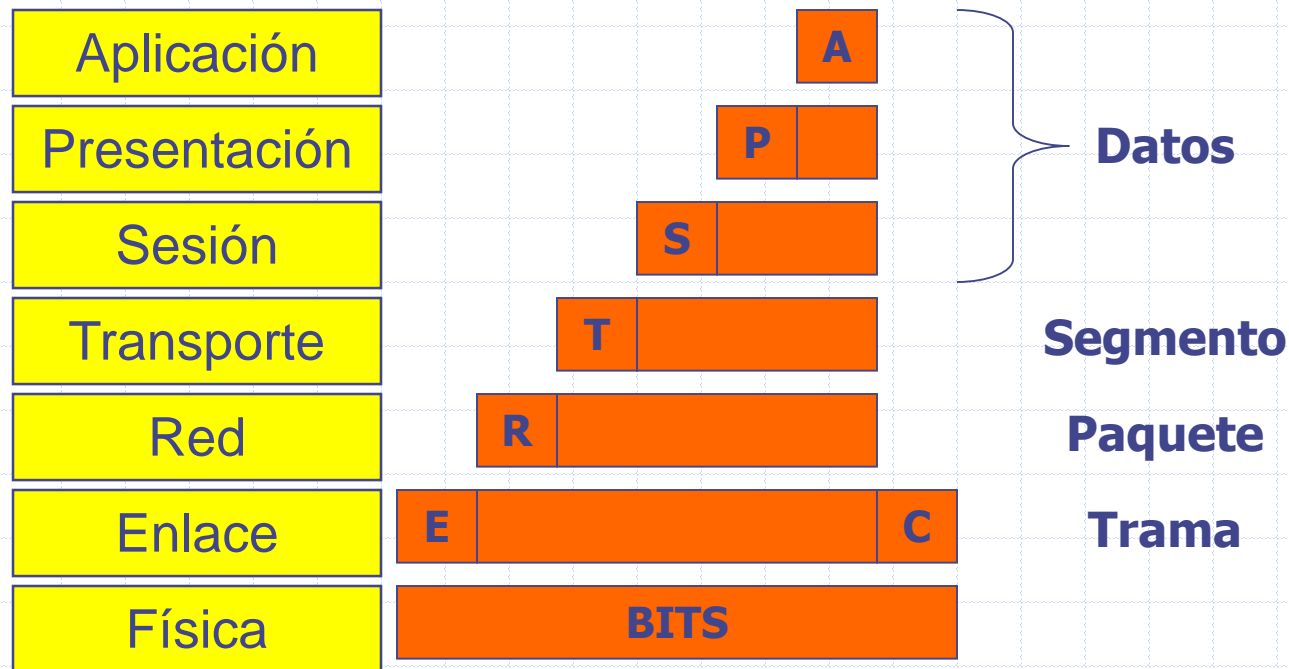 Aplicación
A
Presentación
P
Datos
Sesión
S
Transporte
T
Segmento
Red
R
Paquete
Enlace
E
C
Trama
Física
BITS